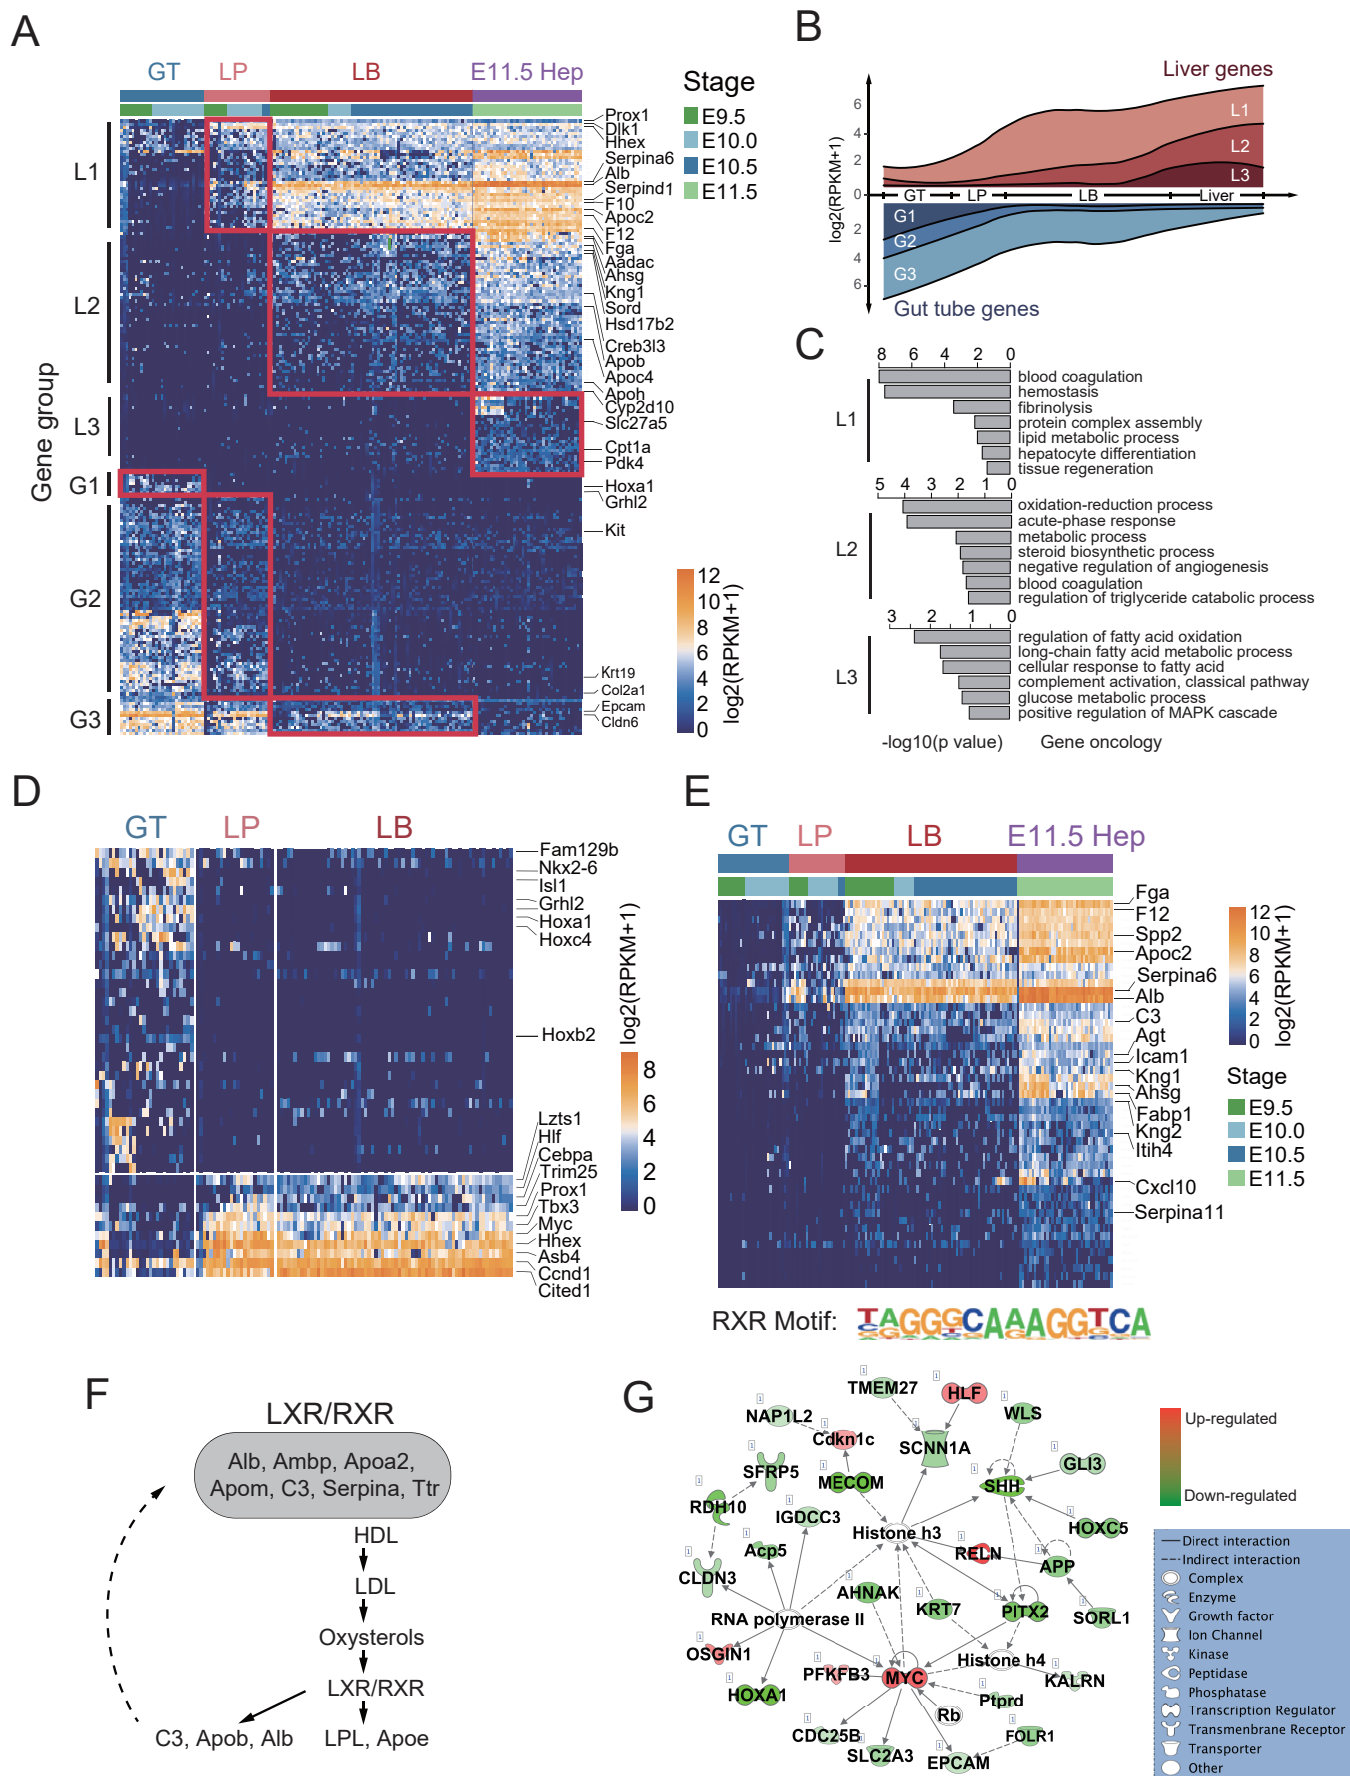 A
GT LP LB E11.5 Hep
Stage
E9.5
E10.0
E10.5
E11.5
Gene group
L1
L2
L3
G1
G2
G3
Prox1
Dlk1
Hhex
Serpina6
Alb
Serpind1
F10
Apoc2
F12
Fga
Aadac
Ahsg
Kng1
Sord
Hsd17b2
Creb3l3
Apob
Apoc4
Apoh
Cyp2d10
Slc27a5
Cpt1a
Pdk4
Hoxa1
Grhl2
Kit
Krt19
Col2a1
Epcam
Cldn6
12
10
8
6
4
2
0
log2(RPKM+1)
B
Liver genes
log2(RPKM+1)
6
4
2
0
2
4
6
L1
L2
L3
GT LP LB Liver
G1
G2
G3
Gut tube genes
C
8 6 4 2 0
L1
blood coagulation
hemostasis
fibrinolysis
protein complex assembly
lipid metabolic process
hepatocyte differentiation
tissue regeneration
5 4 3 2 1 0
L2
oxidation-reduction process
acute-phase response
metabolic process
steroid biosynthetic process
negative regulation of angiogenesis
blood coagulation
regulation of triglyceride catabolic process
3 2 1 0
L3
regulation of fatty acid oxidation
long-chain fatty acid metabolic process
cellular response to fatty acid
complement activation, classical pathway
glucose metabolic process
positive regulation of MAPK cascade
-log10(p value) Gene oncology
D
GT LP LB
Fam129b
Nkx2-6
Isl1
Grhl2
Hoxa1
Hoxc4
Hoxb2
Lzts1
Hlf
Cebpa
Trim25
Prox1
Tbx3
Myc
Hhex
Asb4
Ccnd1
Cited1
log2(RPKM+1)
8
6
4
2
0
E
GT LP LB E11.5 Hep
Fga
F12
Spp2
Apoc2
Serpina6
Alb
C3
Agt
Icam1
Kng1
Ahsg
Fabp1
Kng2
Itih4
Cxcl10
Serpina11
12
10
8
6
4
2
0
log2(RPKM+1)
Stage
E9.5
E10.0
E10.5
E11.5
RXR Motif: TAGGGCAAAGGTCA
F
LXR/RXR
Alb, Ambp, Apoa2,
Apom, C3, Serpina, Ttr
HDL
LDL
Oxysterols
LXR/RXR
C3, Apob, Alb LPL, Apoe
G
TMEM27
HLF
NAP1L2
WLS
Cdkn1c
SCNN1A
SFRP5
MECOM
GLI3
SHH
RDH10
IGDCC3
Histone h3
HOXC5
Acp5
RELN
APP
CLDN3
AHNAK
KRT7
PITX2
SORL1
RNA polymerase II
OSGIN1
PFKFB3
MYC
Histone h4
KALRN
HOXA1
Ptprd
Rb
CDC25B
SLC2A3
EPCAM
FOLR1
Up-regulated
Down-regulated
Direct interaction
Indirect interaction
Complex
Enzyme
Growth factor
Ion Channel
Kinase
Peptidase
Phosphatase
Transcription Regulator
Transmenbrane Receptor
Transporter
Other